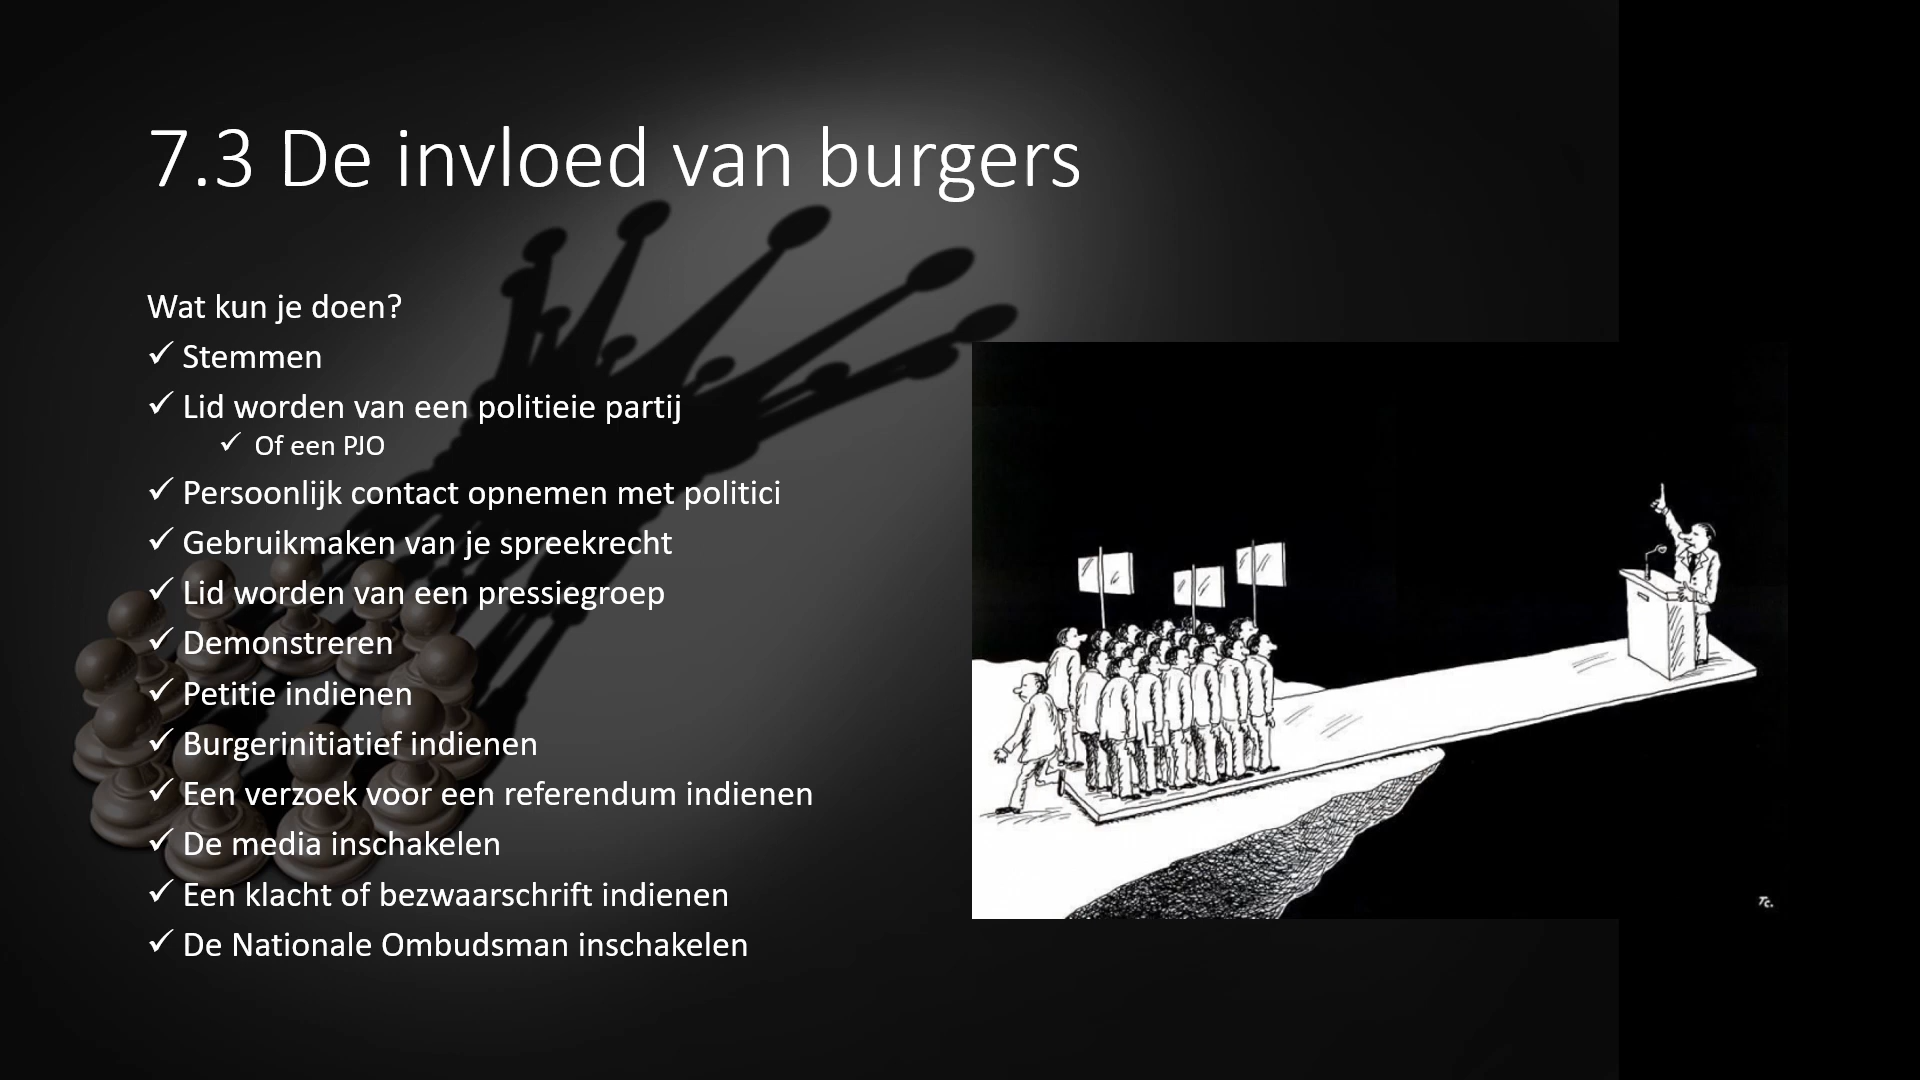 7.3 De invloed van burgers
Wat kun je doen?
✓ Stemmen
✓ Lid worden van een politieie partij
✓ Of een PJO
✓ Persoonlijk contact opnemen met politici
✓ Gebruikmaken van je spreekrecht
✓ Lid worden van een pressiegroep
✓ Demonstreren
✓ Petitie indienen
✓ Burgerinitiatief indienen
✓ Een verzoek voor een referendum indienen
✓ De media inschakelen
✓ Een klacht of bezwaarschrift indienen
✓ De Nationale Ombudsman inschakelen
Tc.